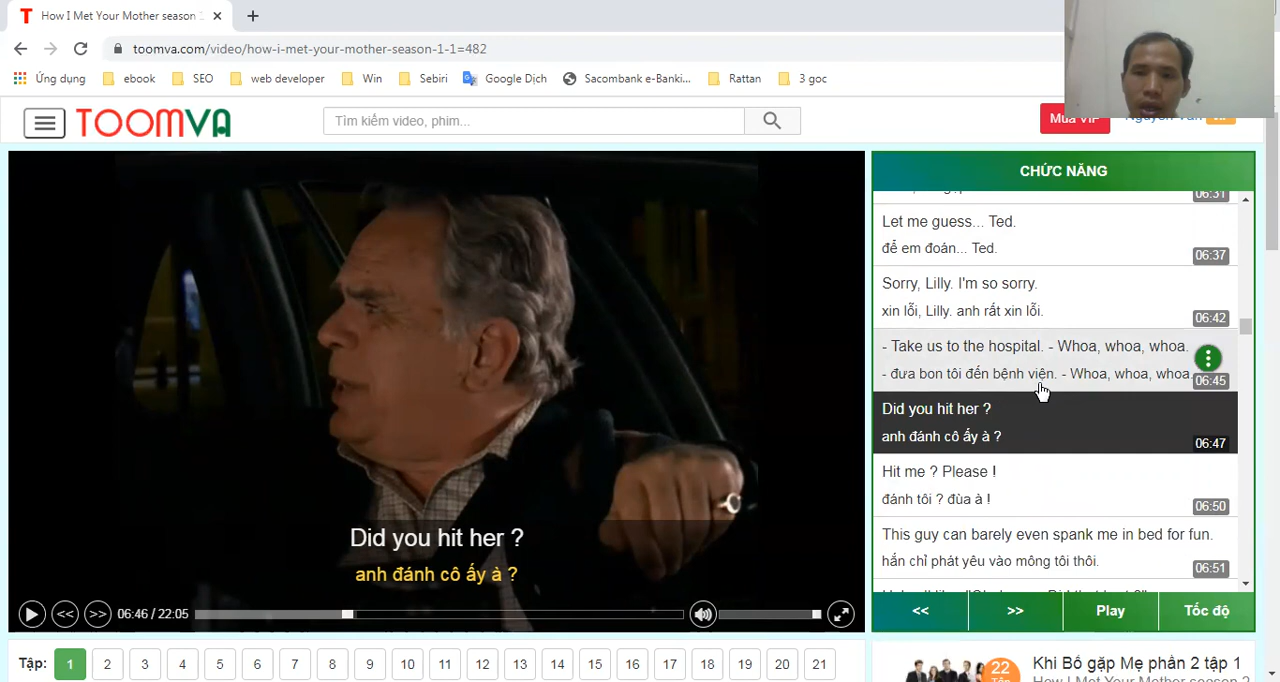 How I Met Your Mother season
toomva.com/video/how-i-met-your-mother-season-1-1=482
Ứng dụng ebook SEO web developer Win Sebiri Google Dịch Sacombank e-Banki... Rattan 3 goc
TOOMVA
Tìm kiếm video, phim...
Mua VIP
CHỨC NĂNG
06:31
Let me guess... Ted.
để em đoán... Ted.
06:37
Sorry, Lilly. I'm so sorry.
xin lỗi, Lilly. anh rất xin lỗi.
06:42
- Take us to the hospital. - Whoa, whoa, whoa.
- đưa bon tôi đến bệnh viện. - Whoa, whoa, whoa.
06:45
Did you hit her ?
anh đánh cô ấy à ?
06:47
Hit me ? Please !
đánh tôi ? đùa à !
06:50
This guy can barely even spank me in bed for fun.
hắn chỉ phát yêu vào mông tôi thôi.
06:51
Did you hit her ?
anh đánh cô ấy à ?
<< >> 06:46 / 22:05
<< >> Play Tốc độ
Tập: 1 2 3 4 5 6 7 8 9 10 11 12 13 14 15 16 17 18 19 20 21
22
Khi Bố gặp Mẹ phần 2 tập 1
How I Met Your Mother season 2